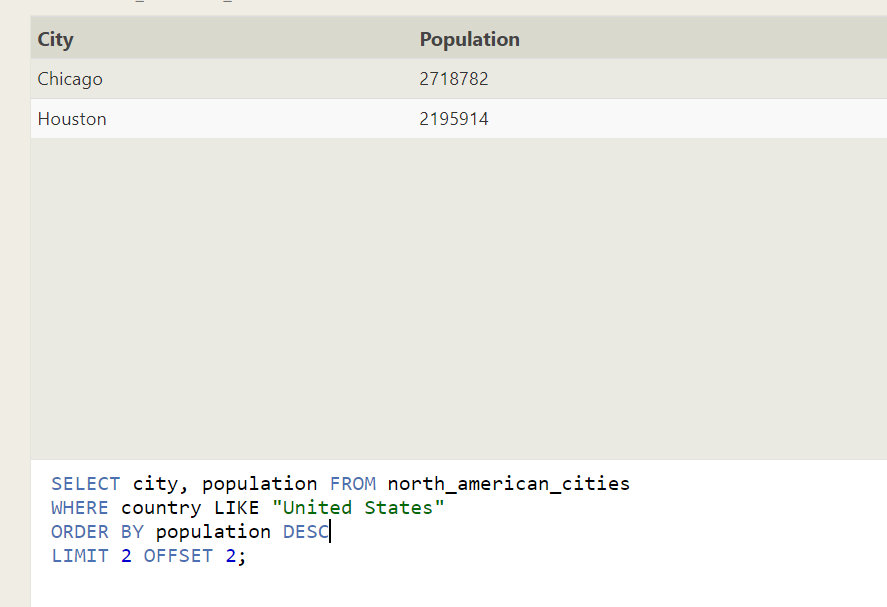 City Population
Chicago 2718782
Houston 2195914
SELECT city, population FROM north_american_cities
WHERE country LIKE "United States"
ORDER BY population DESC
LIMIT 2 OFFSET 2;